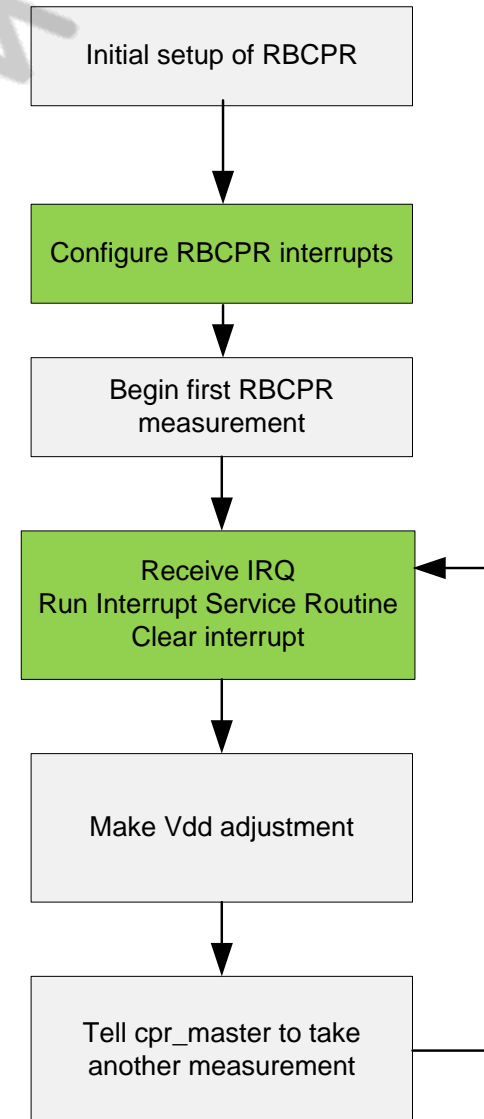 Initial setup of RBCPR
Configure RBCPR interrupts
Begin first RBCPR
measurement
Receive IRQ
Run Interrupt Service Routine
Clear interrupt
Make Vdd adjustment
Tell cpr_master to take
another measurement